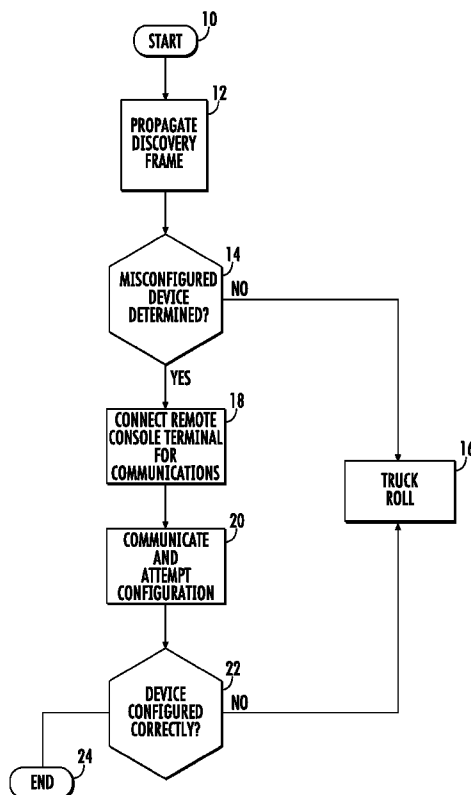 10
START
12
PROPAGATE
DISCOVERY
FRAME
14
MISCONFIGURED
DEVICE
DETERMINED?
NO
YES
18
CONNECT REMOTE
CONSOLE TERMINAL
FOR
COMMUNICATIONS
16
TRUCK
ROLL
20
COMMUNICATE
AND
ATTEMPT
CONFIGURATION
22
DEVICE
CONFIGURED
CORRECTLY?
NO
24
END